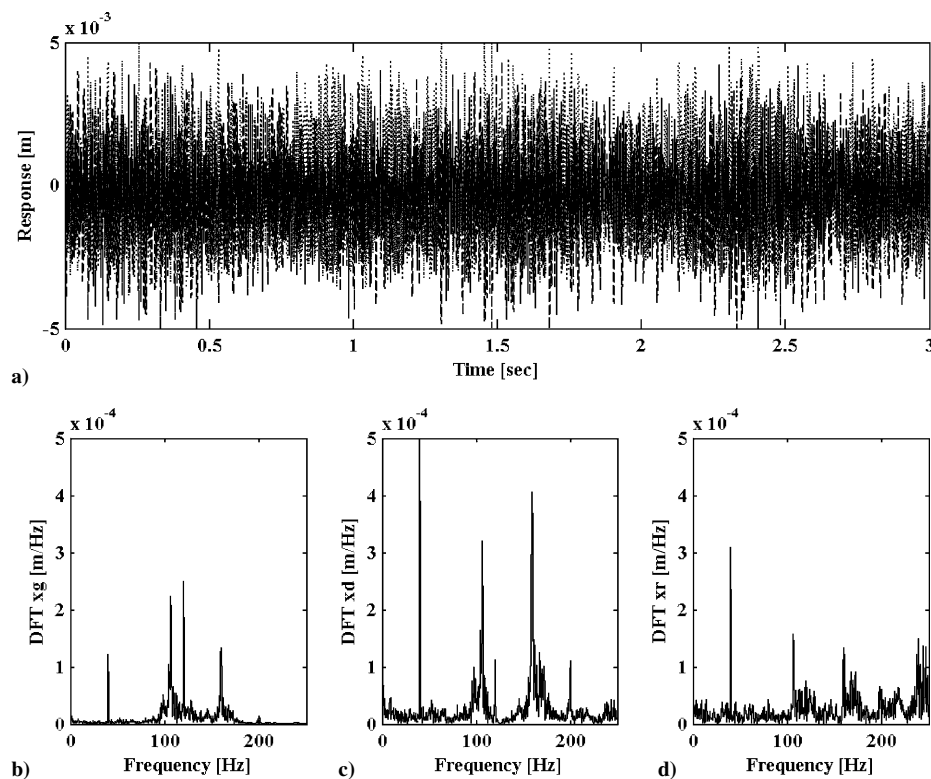 x 10^-3
5
0
-5
Response [m]
0 0.5 1 1.5 2 2.5 3
Time [sec]
a)
x 10^-4
5
4
3
2
1
0
DFT xg [m/Hz]
0 100 200
Frequency [Hz]
b)
x 10^-4
5
4
3
2
1
0
DFT xd [m/Hz]
0 100 200
Frequency [Hz]
c)
x 10^-4
5
4
3
2
1
0
DFT xr [m/Hz]
0 100 200
Frequency [Hz]
d)